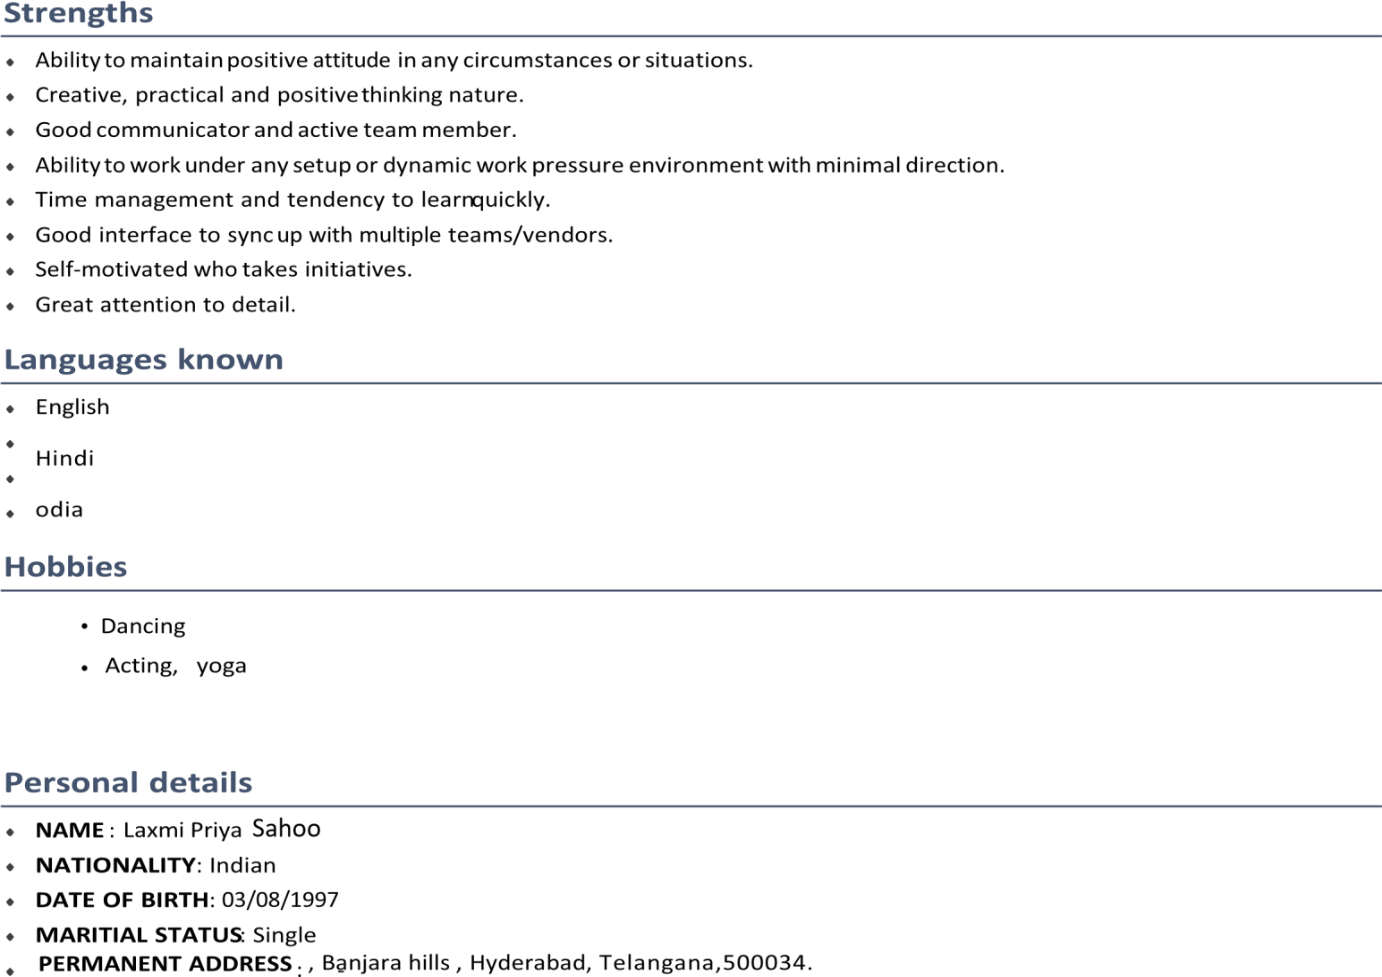 Strengths
• Ability to maintain positive attitude in any circumstances or situations.
• Creative, practical and positive thinking nature.
• Good communicator and active team member.
• Ability to work under any setup or dynamic work pressure environment with minimal direction.
• Time management and tendency to learn quickly.
• Good interface to sync up with multiple teams/vendors.
• Self-motivated who takes initiatives.
• Great attention to detail.
Languages known
• English
•
Hindi
•
• odia
Hobbies
• Dancing
• Acting, yoga
Personal details
• NAME : Laxmi Priya Sahoo
• NATIONALITY: Indian
• DATE OF BIRTH: 03/08/1997
• MARITIAL STATUS: Single
• PERMANENT ADDRESS : , Banjara hills , Hyderabad, Telangana,500034.